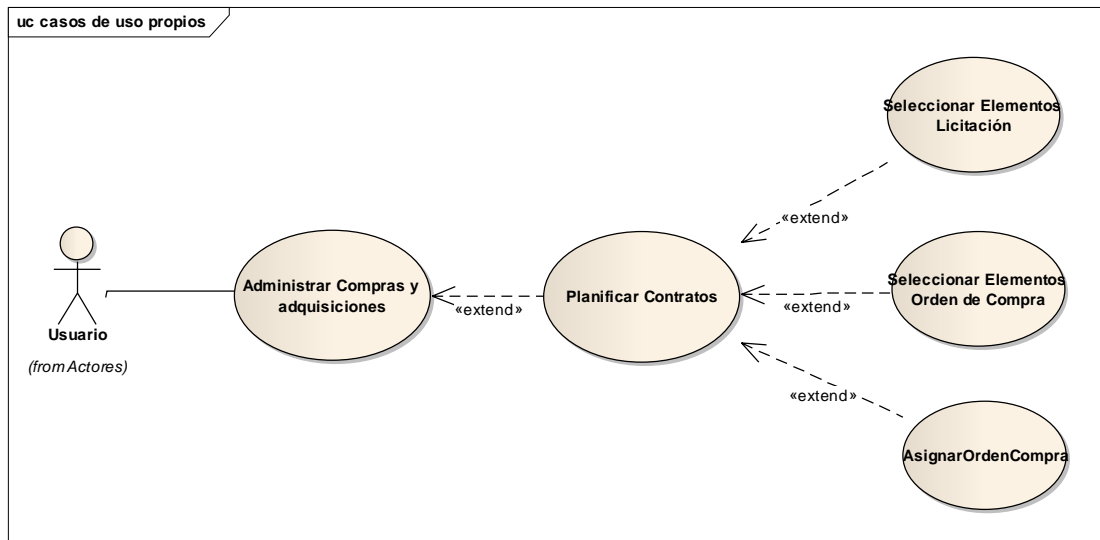 uc casos de uso propios
Seleccionar Elementos
Licitación
«extend»
Administrar Compras y
adquisiciones
«extend»
Planificar Contratos
«extend»
Seleccionar Elementos
Orden de Compra
Usuario
(from Actores)
«extend»
AsignarOrdenCompra